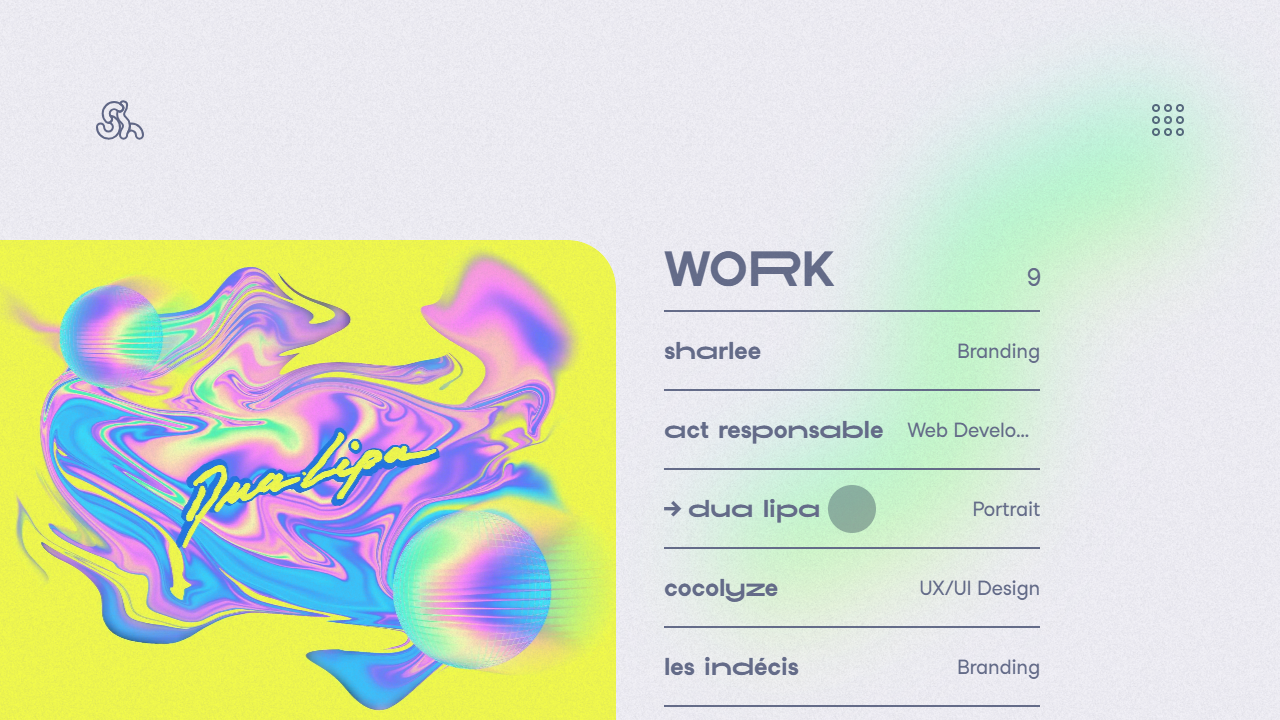 Dua Lipa
WORK 9
sharlee Branding
act responsable Web Develo...
→ dua lipa Portrait
cocolyze UX/UI Design
les indécis Branding